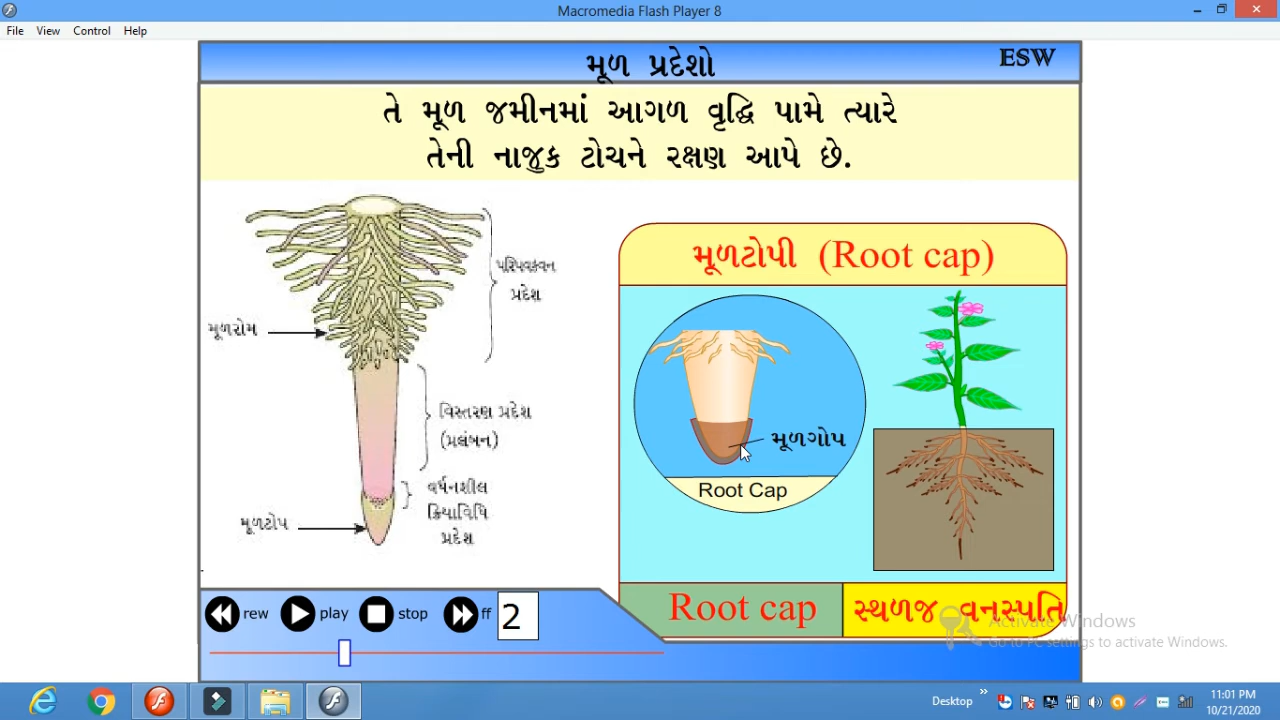 Macromedia Flash Player 8
File View Control Help
મૂળ પ્રદેશો
ESW
તે મૂળ જમીનમાં આગળ વૃદ્ધિ પામે ત્યારે
તેની નાજુક ટોચને રક્ષણ આપે છે.
પરિપક્વન
પ્રદેશ
મૂળરોમ
વિસ્તરણ પ્રદેશ
(પ્રલંબન)
વર્ધનશીલ
ક્રિયાવિધિ
પ્રદેશ
મૂળટોપ
મૂળટોપી (Root cap)
મૂળગોપ
Root Cap
Root cap
સ્થળજ વનસ્પતિ
rew play stop ff 2
Activate Windows
Go to PC settings to activate Windows.
Desktop
11:01 PM
10/21/2020